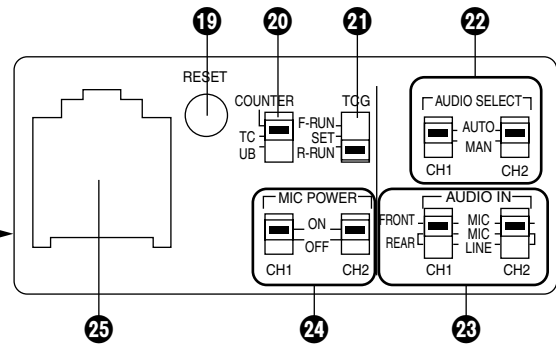 19 20 21 22
RESET
COUNTER
TC
UB
TCG
F-RUN
SET
R-RUN
AUDIO SELECT
AUTO
MAN
CH1 CH2
MIC POWER
ON
OFF
CH1 CH2
AUDIO IN
FRONT MIC
MIC
REAR LINE
CH1 CH2
25 24 23